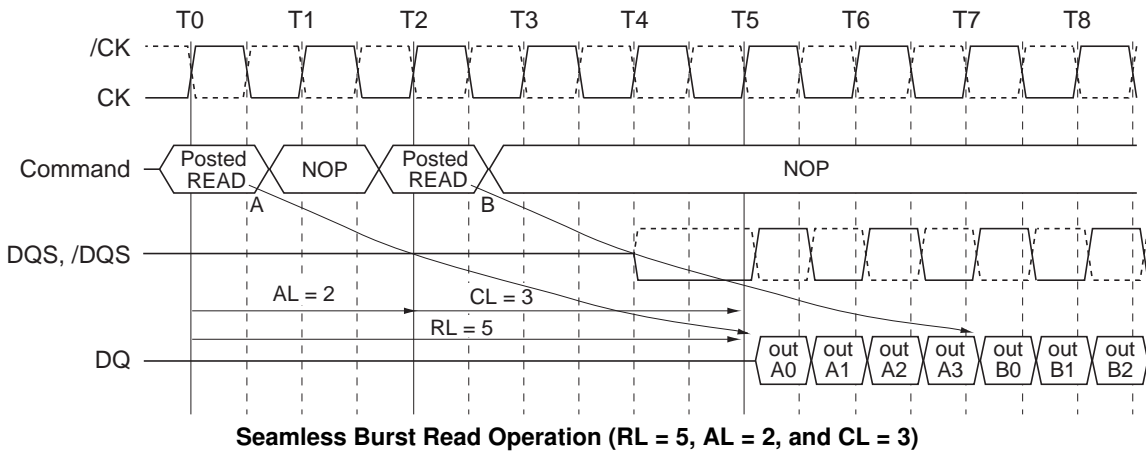 T0 T1 T2 T3 T4 T5 T6 T7 T8
/CK
CK
Command
Posted
READ
NOP
Posted
READ
NOP
A
B
DQS, /DQS
AL = 2
CL = 3
RL = 5
DQ
out
A0
out
A1
out
A2
out
A3
out
B0
out
B1
out
B2
Seamless Burst Read Operation (RL = 5, AL = 2, and CL = 3)